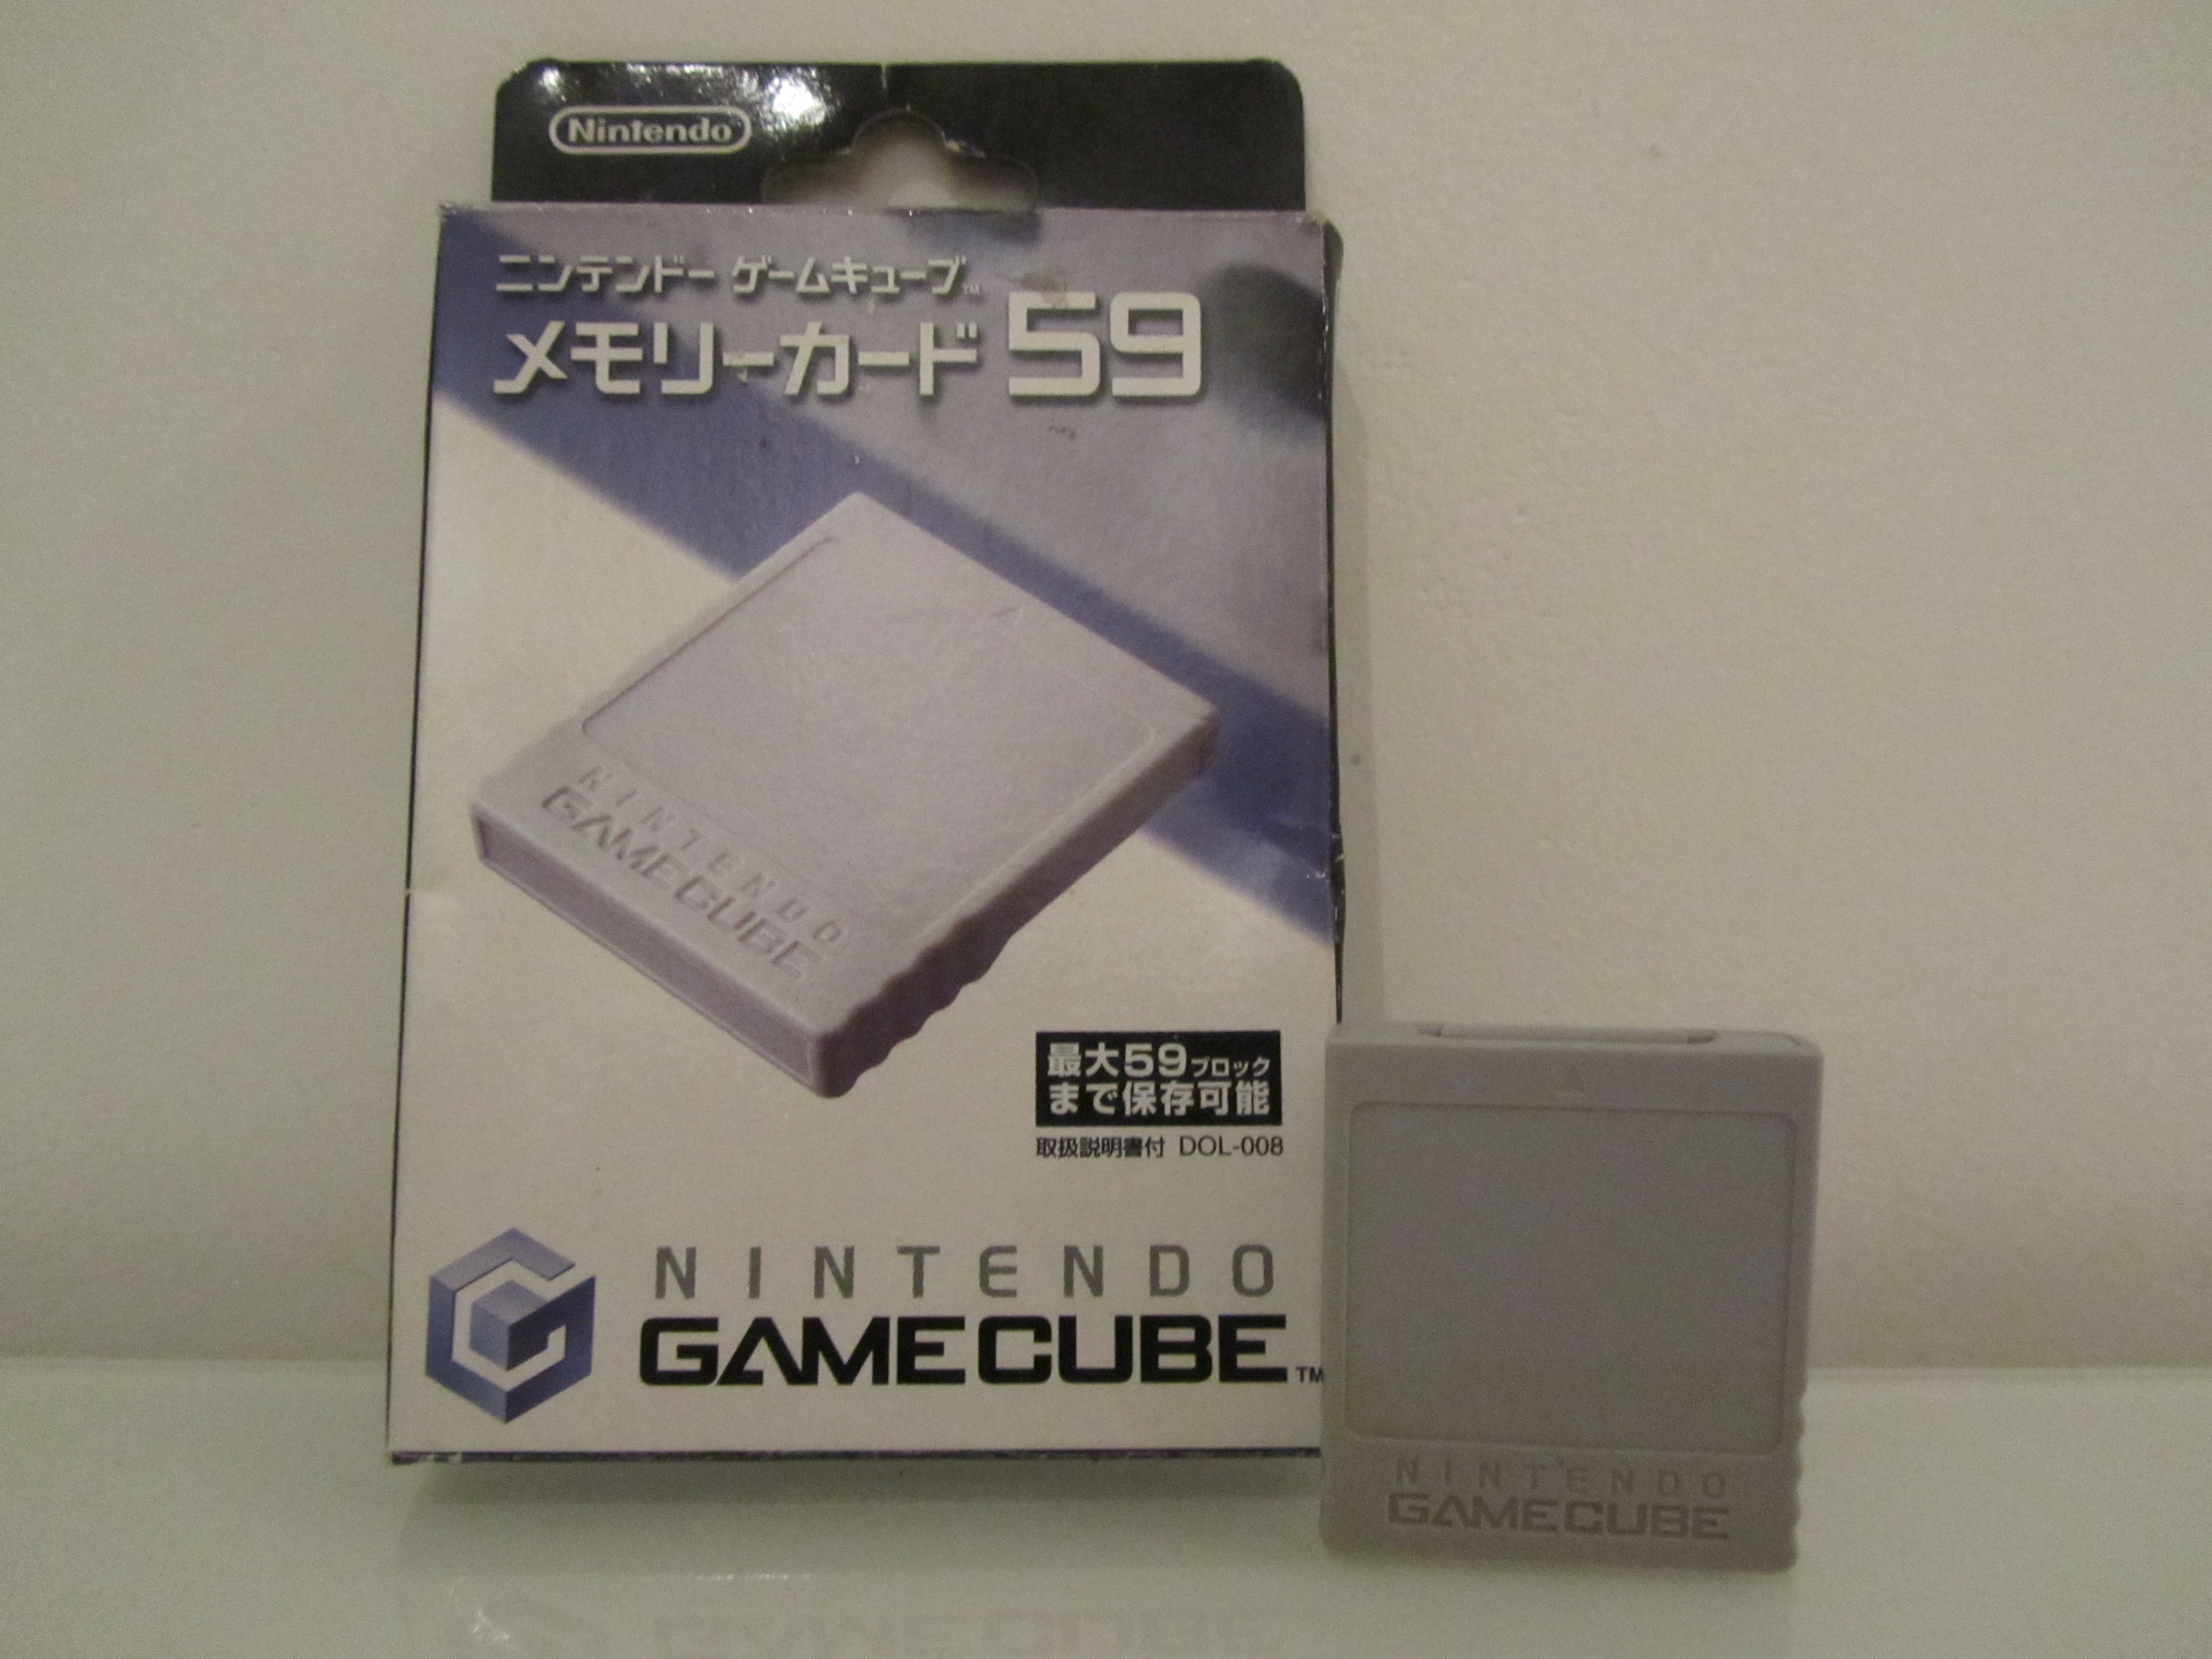 Nintendo
ニンテンドー ゲームキューブ™
メモリーカード 59
NINTENDO
GAMECUBE
最大59ブロック
まで保存可能
取扱説明書付 DOL-008
NINTENDO
GAMECUBE™
NINTENDO
GAMECUBE